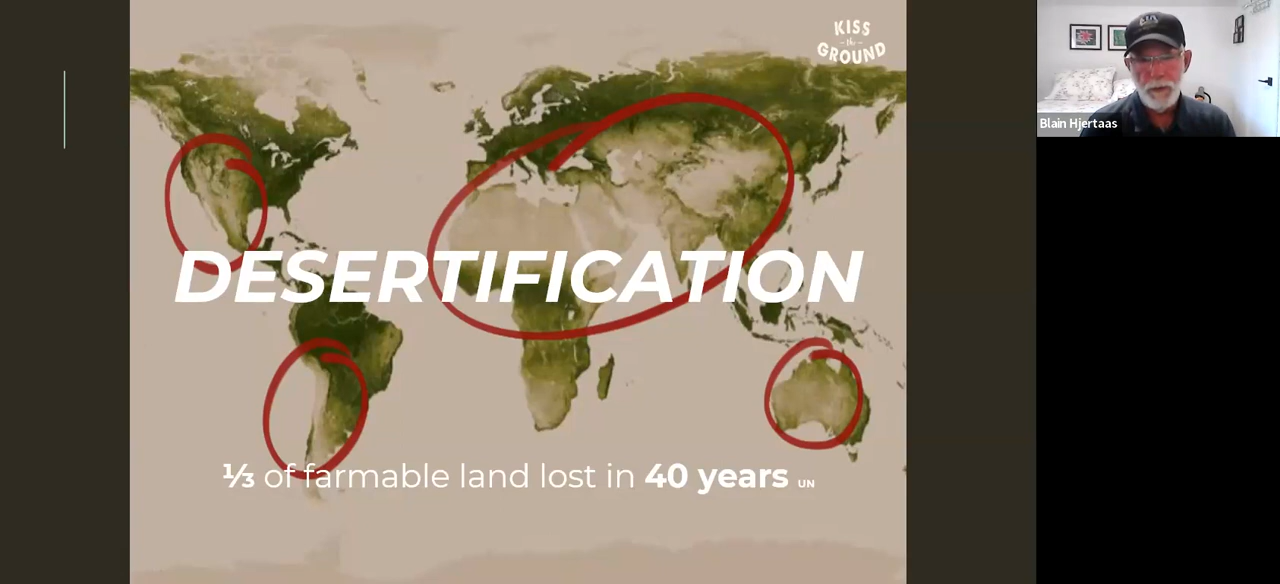 KISS
the
GROUND
Blain Hjertaas
DESERTIFICATION
⅓ of farmable land lost in 40 years UN